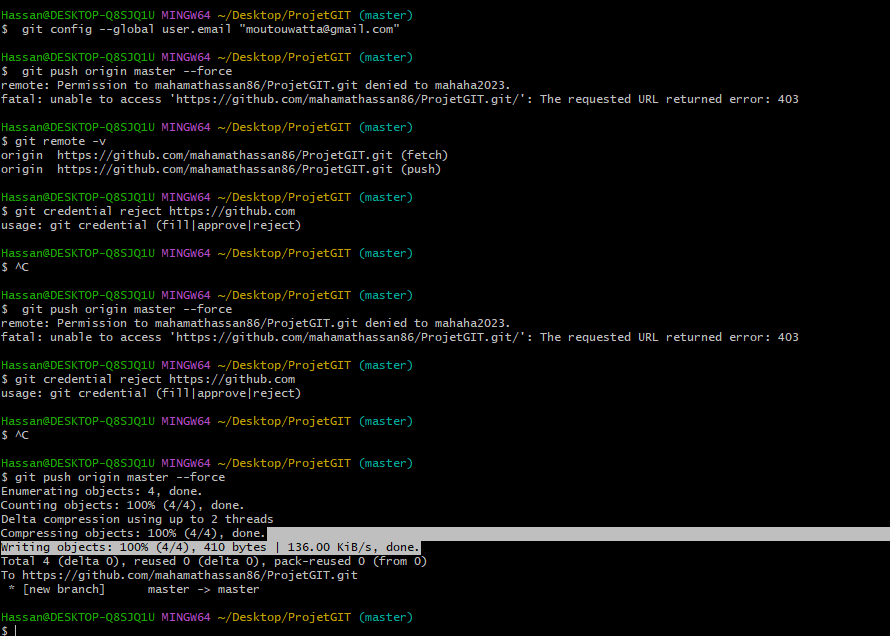 Hassan@DESKTOP-Q8SJQ1U MINGW64 ~/Desktop/ProjetGIT (master)
$  git config --global user.email "moutouwatta@gmail.com"
Hassan@DESKTOP-Q8SJQ1U MINGW64 ~/Desktop/ProjetGIT (master)
$  git push origin master --force
remote: Permission to mahamathassan86/ProjetGIT.git denied to mahaha2023.
fatal: unable to access 'https://github.com/mahamathassan86/ProjetGIT.git/': The requested URL returned error: 403
Hassan@DESKTOP-Q8SJQ1U MINGW64 ~/Desktop/ProjetGIT (master)
$ git remote -v
origin  https://github.com/mahamathassan86/ProjetGIT.git (fetch)
origin  https://github.com/mahamathassan86/ProjetGIT.git (push)
Hassan@DESKTOP-Q8SJQ1U MINGW64 ~/Desktop/ProjetGIT (master)
$ git credential reject https://github.com
usage: git credential (fill|approve|reject)
Hassan@DESKTOP-Q8SJQ1U MINGW64 ~/Desktop/ProjetGIT (master)
$ ^C
Hassan@DESKTOP-Q8SJQ1U MINGW64 ~/Desktop/ProjetGIT (master)
$  git push origin master --force
remote: Permission to mahamathassan86/ProjetGIT.git denied to mahaha2023.
fatal: unable to access 'https://github.com/mahamathassan86/ProjetGIT.git/': The requested URL returned error: 403
Hassan@DESKTOP-Q8SJQ1U MINGW64 ~/Desktop/ProjetGIT (master)
$ git credential reject https://github.com
usage: git credential (fill|approve|reject)
Hassan@DESKTOP-Q8SJQ1U MINGW64 ~/Desktop/ProjetGIT (master)
$ ^C
Hassan@DESKTOP-Q8SJQ1U MINGW64 ~/Desktop/ProjetGIT (master)
$ git push origin master --force
Enumerating objects: 4, done.
Counting objects: 100% (4/4), done.
Delta compression using up to 2 threads
Compressing objects: 100% (4/4), done.
Writing objects: 100% (4/4), 410 bytes | 136.00 KiB/s, done.
Total 4 (delta 0), reused 0 (delta 0), pack-reused 0 (from 0)
To https://github.com/mahamathassan86/ProjetGIT.git
 * [new branch]      master -> master
Hassan@DESKTOP-Q8SJQ1U MINGW64 ~/Desktop/ProjetGIT (master)
$